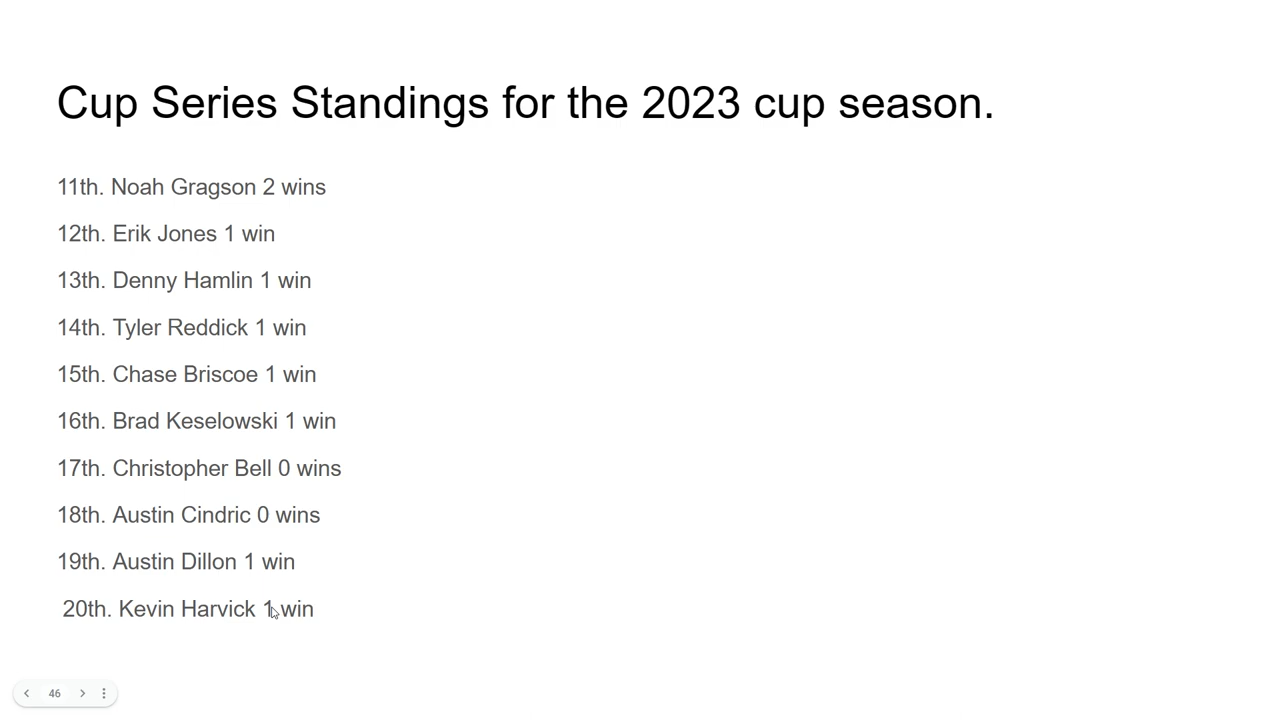 Cup Series Standings for the 2023 cup season.
11th. Noah Gragson 2 wins
12th. Erik Jones 1 win
13th. Denny Hamlin 1 win
14th. Tyler Reddick 1 win
15th. Chase Briscoe 1 win
16th. Brad Keselowski 1 win
17th. Christopher Bell 0 wins
18th. Austin Cindric 0 wins
19th. Austin Dillon 1 win
20th. Kevin Harvick 1 win
46